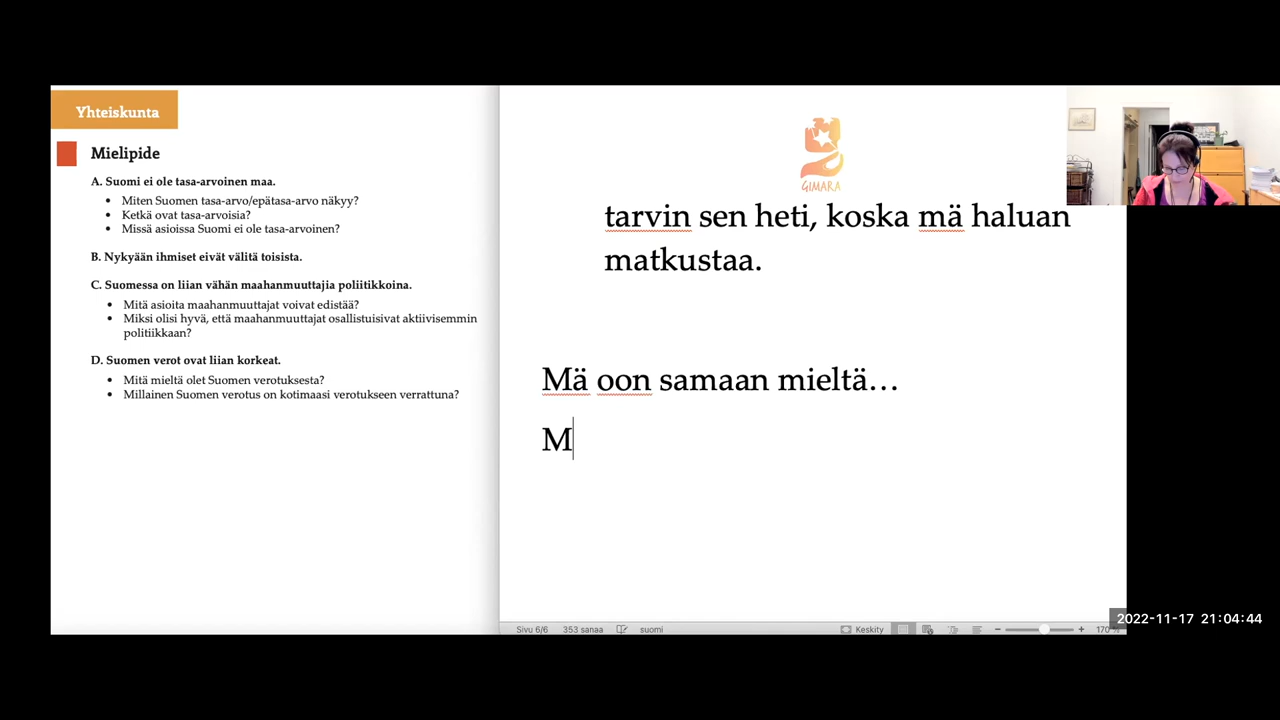 Yhteiskunta
Mielipide
A. Suomi ei ole tasa-arvoinen maa.
• Miten Suomen tasa-arvo/epätasa-arvo näkyy?
• Ketkä ovat tasa-arvoisia?
• Missä asioissa Suomi ei ole tasa-arvoinen?
B. Nykyään ihmiset eivät välitä toisista.
C. Suomessa on liian vähän maahanmuuttajia poliitikkoina.
• Mitä asioita maahanmuuttajat voivat edistää?
• Miksi olisi hyvä, että maahanmuuttajat osallistuisivat aktiivisemmin
politiikkaan?
D. Suomen verot ovat liian korkeat.
• Mitä mieltä olet Suomen verotuksesta?
• Millainen Suomen verotus on kotimaasi verotukseen verrattuna?
GIMARA
tarvin sen heti, koska mä haluan
matkustaa.
Mä oon samaan mieltä…
M
Sivu 6/6 353 sanaa suomi Keskity 170 %
2022-11-17 21:04:44